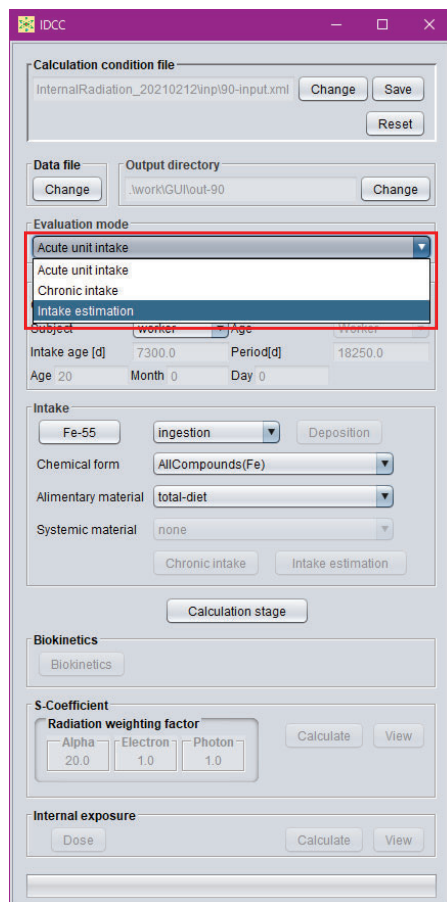 IDCC
Calculation condition file
InternalRadiation_20210212\inp\90-input.xml Change Save
Reset
Data file Output directory
Change .\work\GUI\out-90 Change
Evaluation mode
Acute unit intake
Acute unit intake
Chronic intake
Intake estimation
Subject worker Age Worker
Intake age [d] 7300.0 Period[d] 18250.0
Age 20 Month 0 Day 0
Intake
Fe-55 ingestion Deposition
Chemical form AllCompounds(Fe)
Alimentary material total-diet
Systemic material none
Chronic intake Intake estimation
Calculation stage
Biokinetics
Biokinetics
S-Coefficient
Radiation weighting factor
Alpha Electron Photon Calculate View
20.0 1.0 1.0
Internal exposure
Dose Calculate View